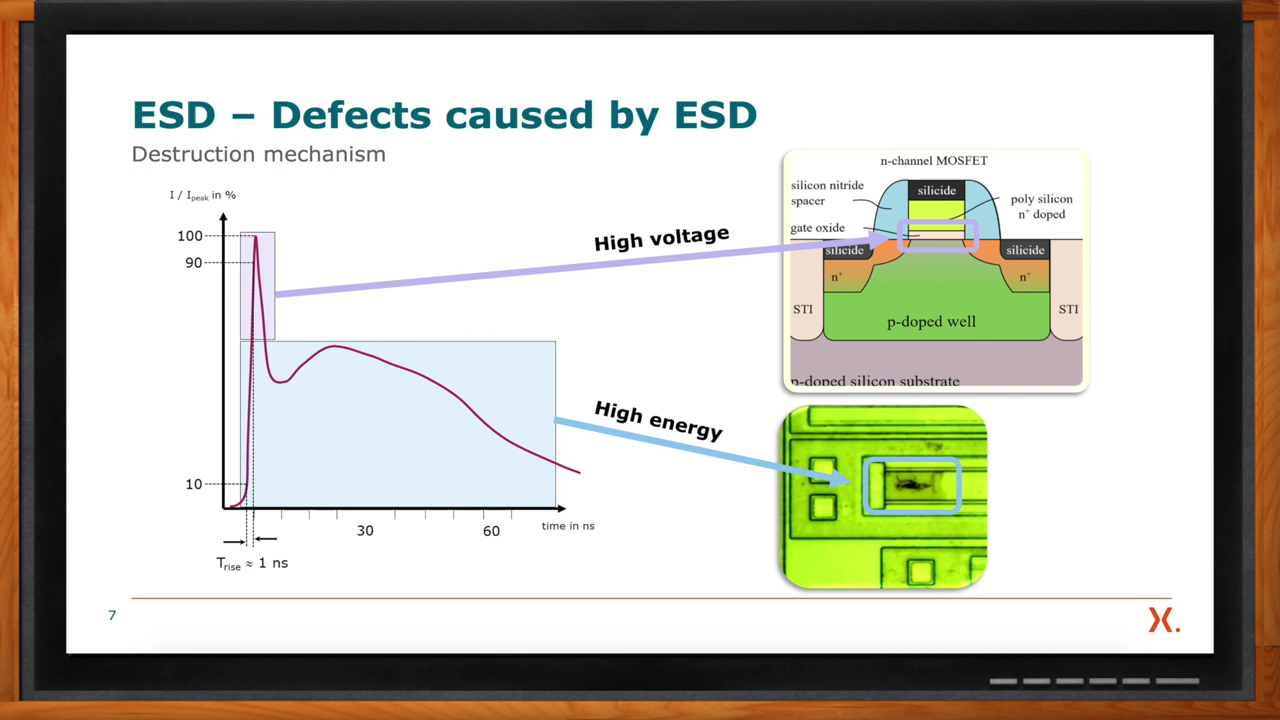 ESD – Defects caused by ESD
Destruction mechanism
I / Ipeak in %
100
90
10
30
60
time in ns
Trise ≈ 1 ns
High voltage
High energy
n-channel MOSFET
silicon nitride
spacer
silicide
poly silicon
n+ doped
gate oxide
silicide
silicide
n+
n+
STI
STI
p-doped well
p-doped silicon substrate
7